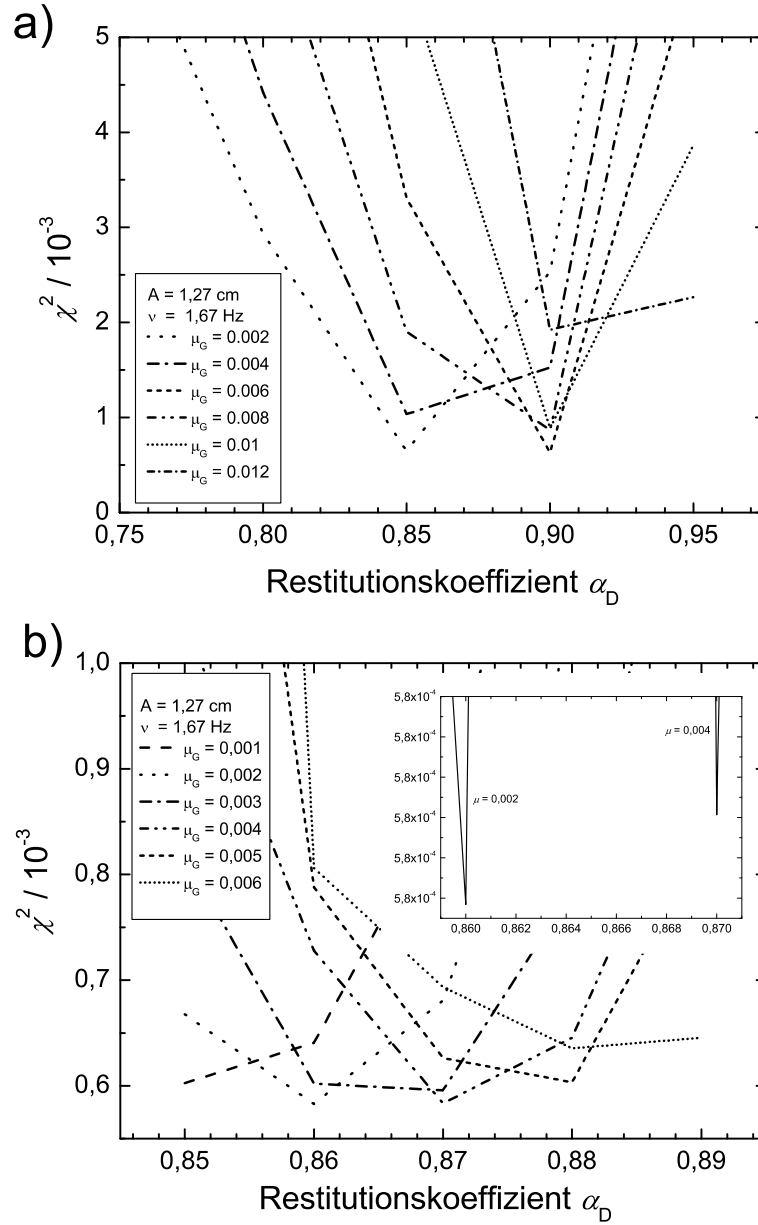 a)
5
4
3
2
1
0
χ² / 10⁻³
A = 1,27 cm
ν = 1,67 Hz
μG = 0.002
μG = 0.004
μG = 0.006
μG = 0.008
μG = 0.01
μG = 0.012
0,75 0,80 0,85 0,90 0,95
Restitutionskoeffizient αD
b)
1,0
0,9
0,8
0,7
0,6
χ² / 10⁻³
A = 1,27 cm
ν = 1,67 Hz
μG = 0,001
μG = 0,002
μG = 0,003
μG = 0,004
μG = 0,005
μG = 0,006
5,8x10⁻⁴
5,8x10⁻⁴
5,8x10⁻⁴
5,8x10⁻⁴
5,8x10⁻⁴
5,8x10⁻⁴
μ = 0,004
μ = 0,002
0,860 0,862 0,864 0,866 0,868 0,870
0,85 0,86 0,87 0,88 0,89
Restitutionskoeffizient αD